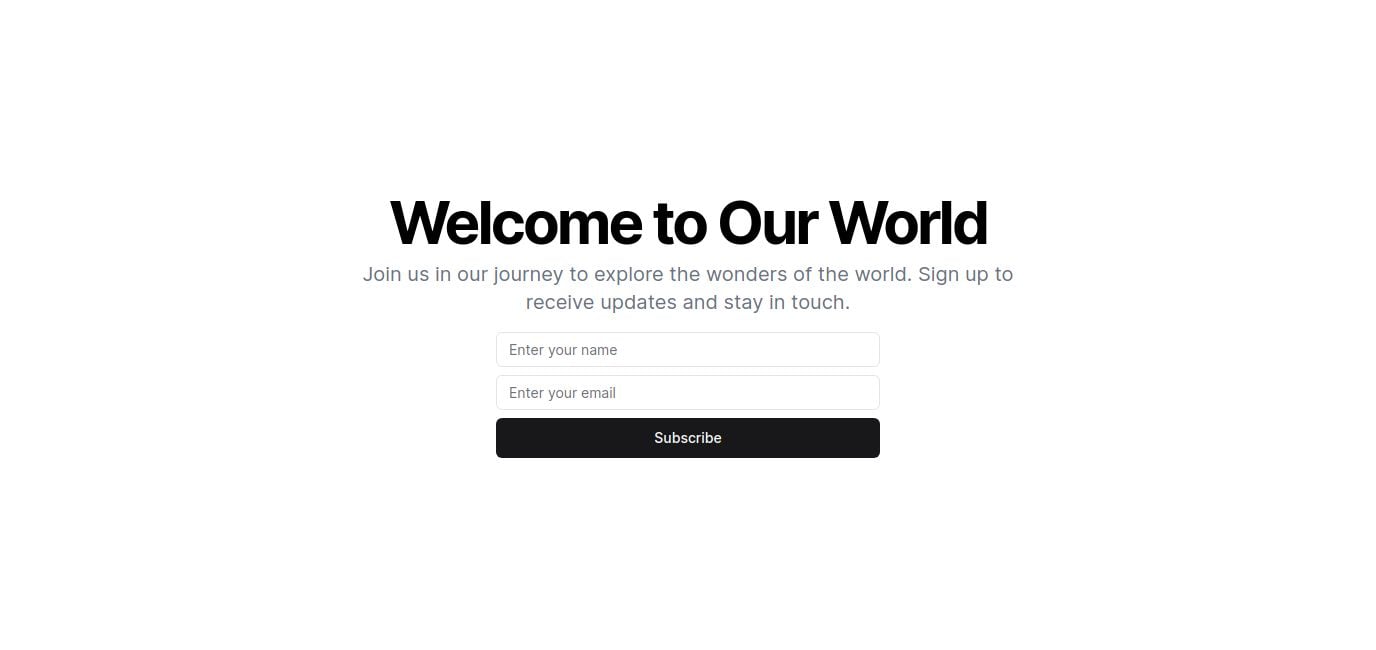 Welcome to Our World
Join us in our journey to explore the wonders of the world. Sign up to
receive updates and stay in touch.
Enter your name
Enter your email
Subscribe